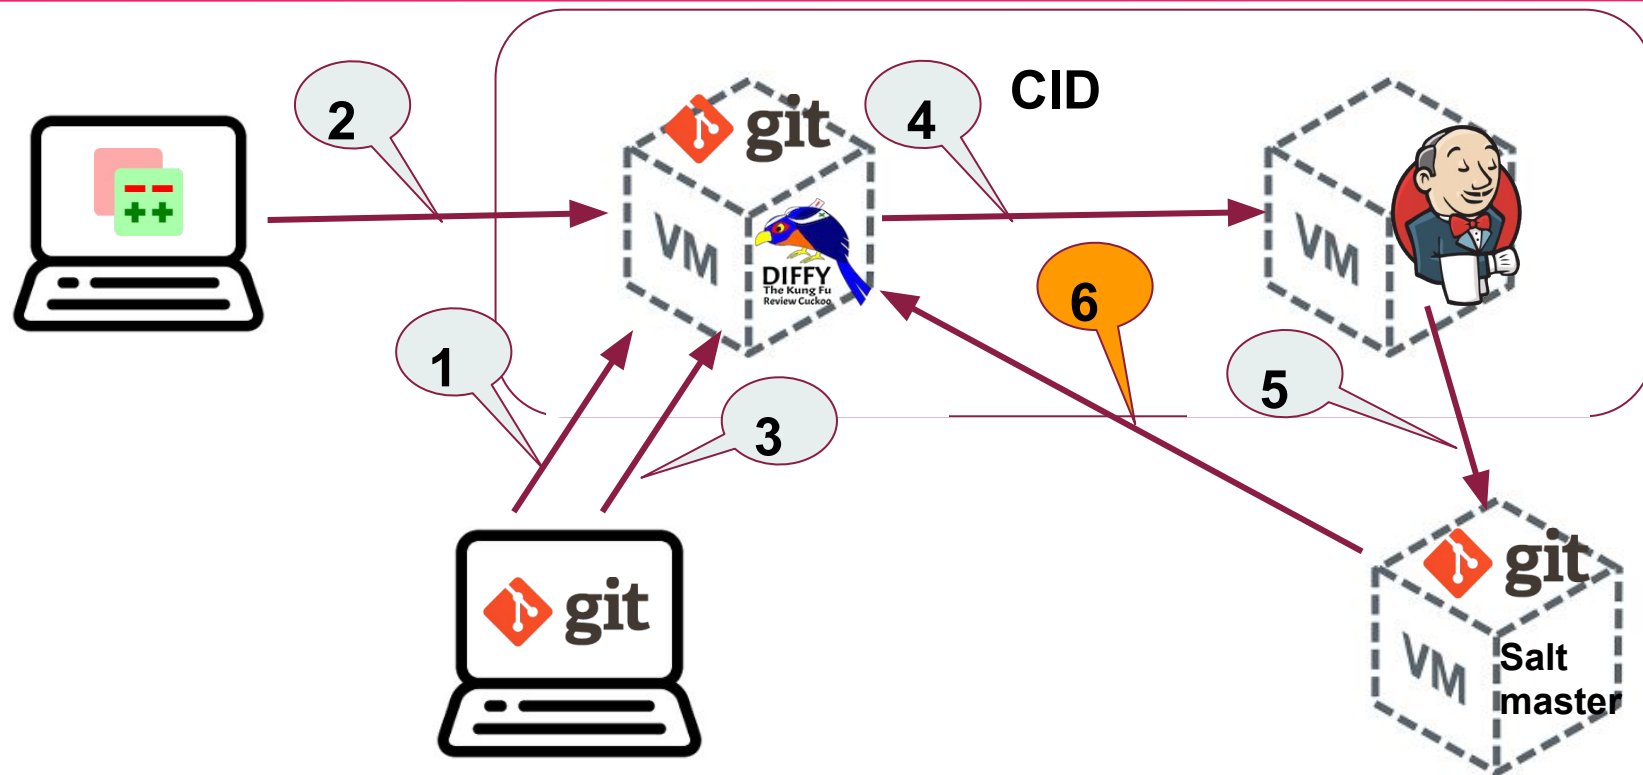 CID
2
git
4
VM
DIFFY
The Kung Fu
Review Cuckoo
VM
6
1
3
5
git
git
VM
Salt
master